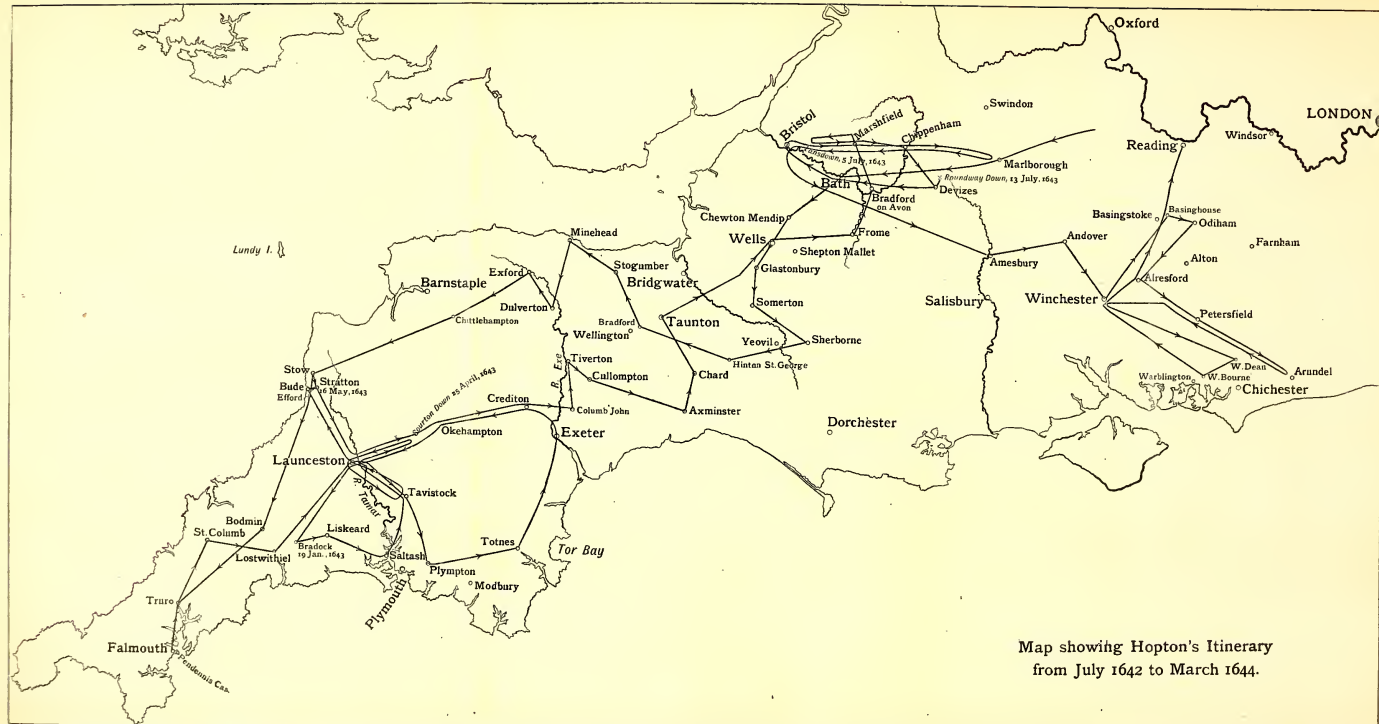 Oxford
Swindon
LONDON
Windsor
Reading
Bristol
Marshfield
Chippenham
Lansdown, 5 July, 1643
Marlborough
Bath
Roundway Down, 13 July, 1643
Devizes
Bradford
on Avon
Chewton Mendip
Basingstoke
Basinghouse
Odiham
Minehead
Wells
Frome
Andover
Farnham
Lundy I.
Shepton Mallet
Amesbury
Alton
Exford
Stogumber
Glastonbury
Barnstaple
Bridgwater
Alresford
Dulverton
Somerton
Salisbury
Winchester
Chittlehampton
Bradford
Taunton
Petersfield
Wellington
Yeovil
Sherborne
R. Exe
Tiverton
Hinton St. George
Stow
Cullompton
Chard
W. Dean
Arundel
Stratton
16 May, 1643
Bude
Efford
Warblington
W. Bourne
Chichester
Sourton Down 25 April, 1643
Crediton
Columb John
Axminster
Okehampton
Exeter
Dorchester
Launceston
R. Tamar
Tavistock
Bodmin
St. Columb
Liskeard
Lostwithiel
Bradock
19 Jan., 1643
Saltash
Totnes
Tor Bay
Plympton
Plymouth
Modbury
Truro
Falmouth
Pendennis Cas.
Map showing Hopton's Itinerary
from July 1642 to March 1644.